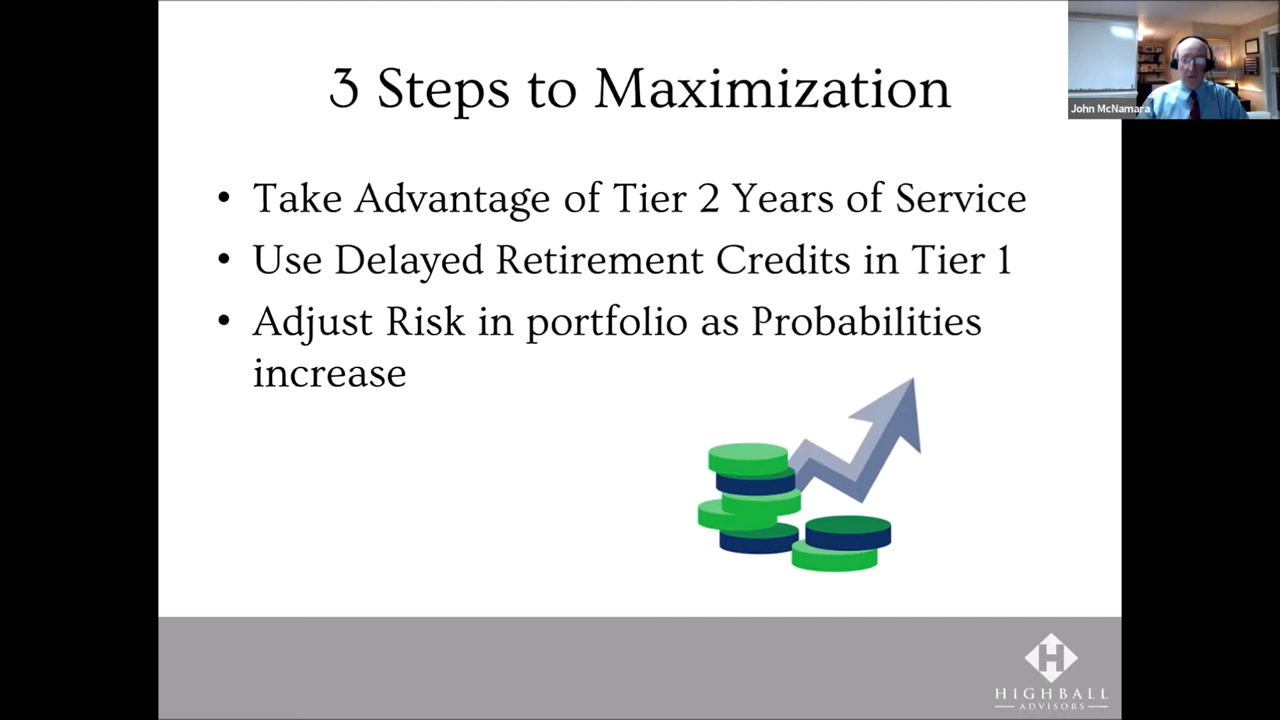 3 Steps to Maximization
John McNamara
• Take Advantage of Tier 2 Years of Service
• Use Delayed Retirement Credits in Tier 1
• Adjust Risk in portfolio as Probabilities
increase
H
HIGHBALL
ADVISORS